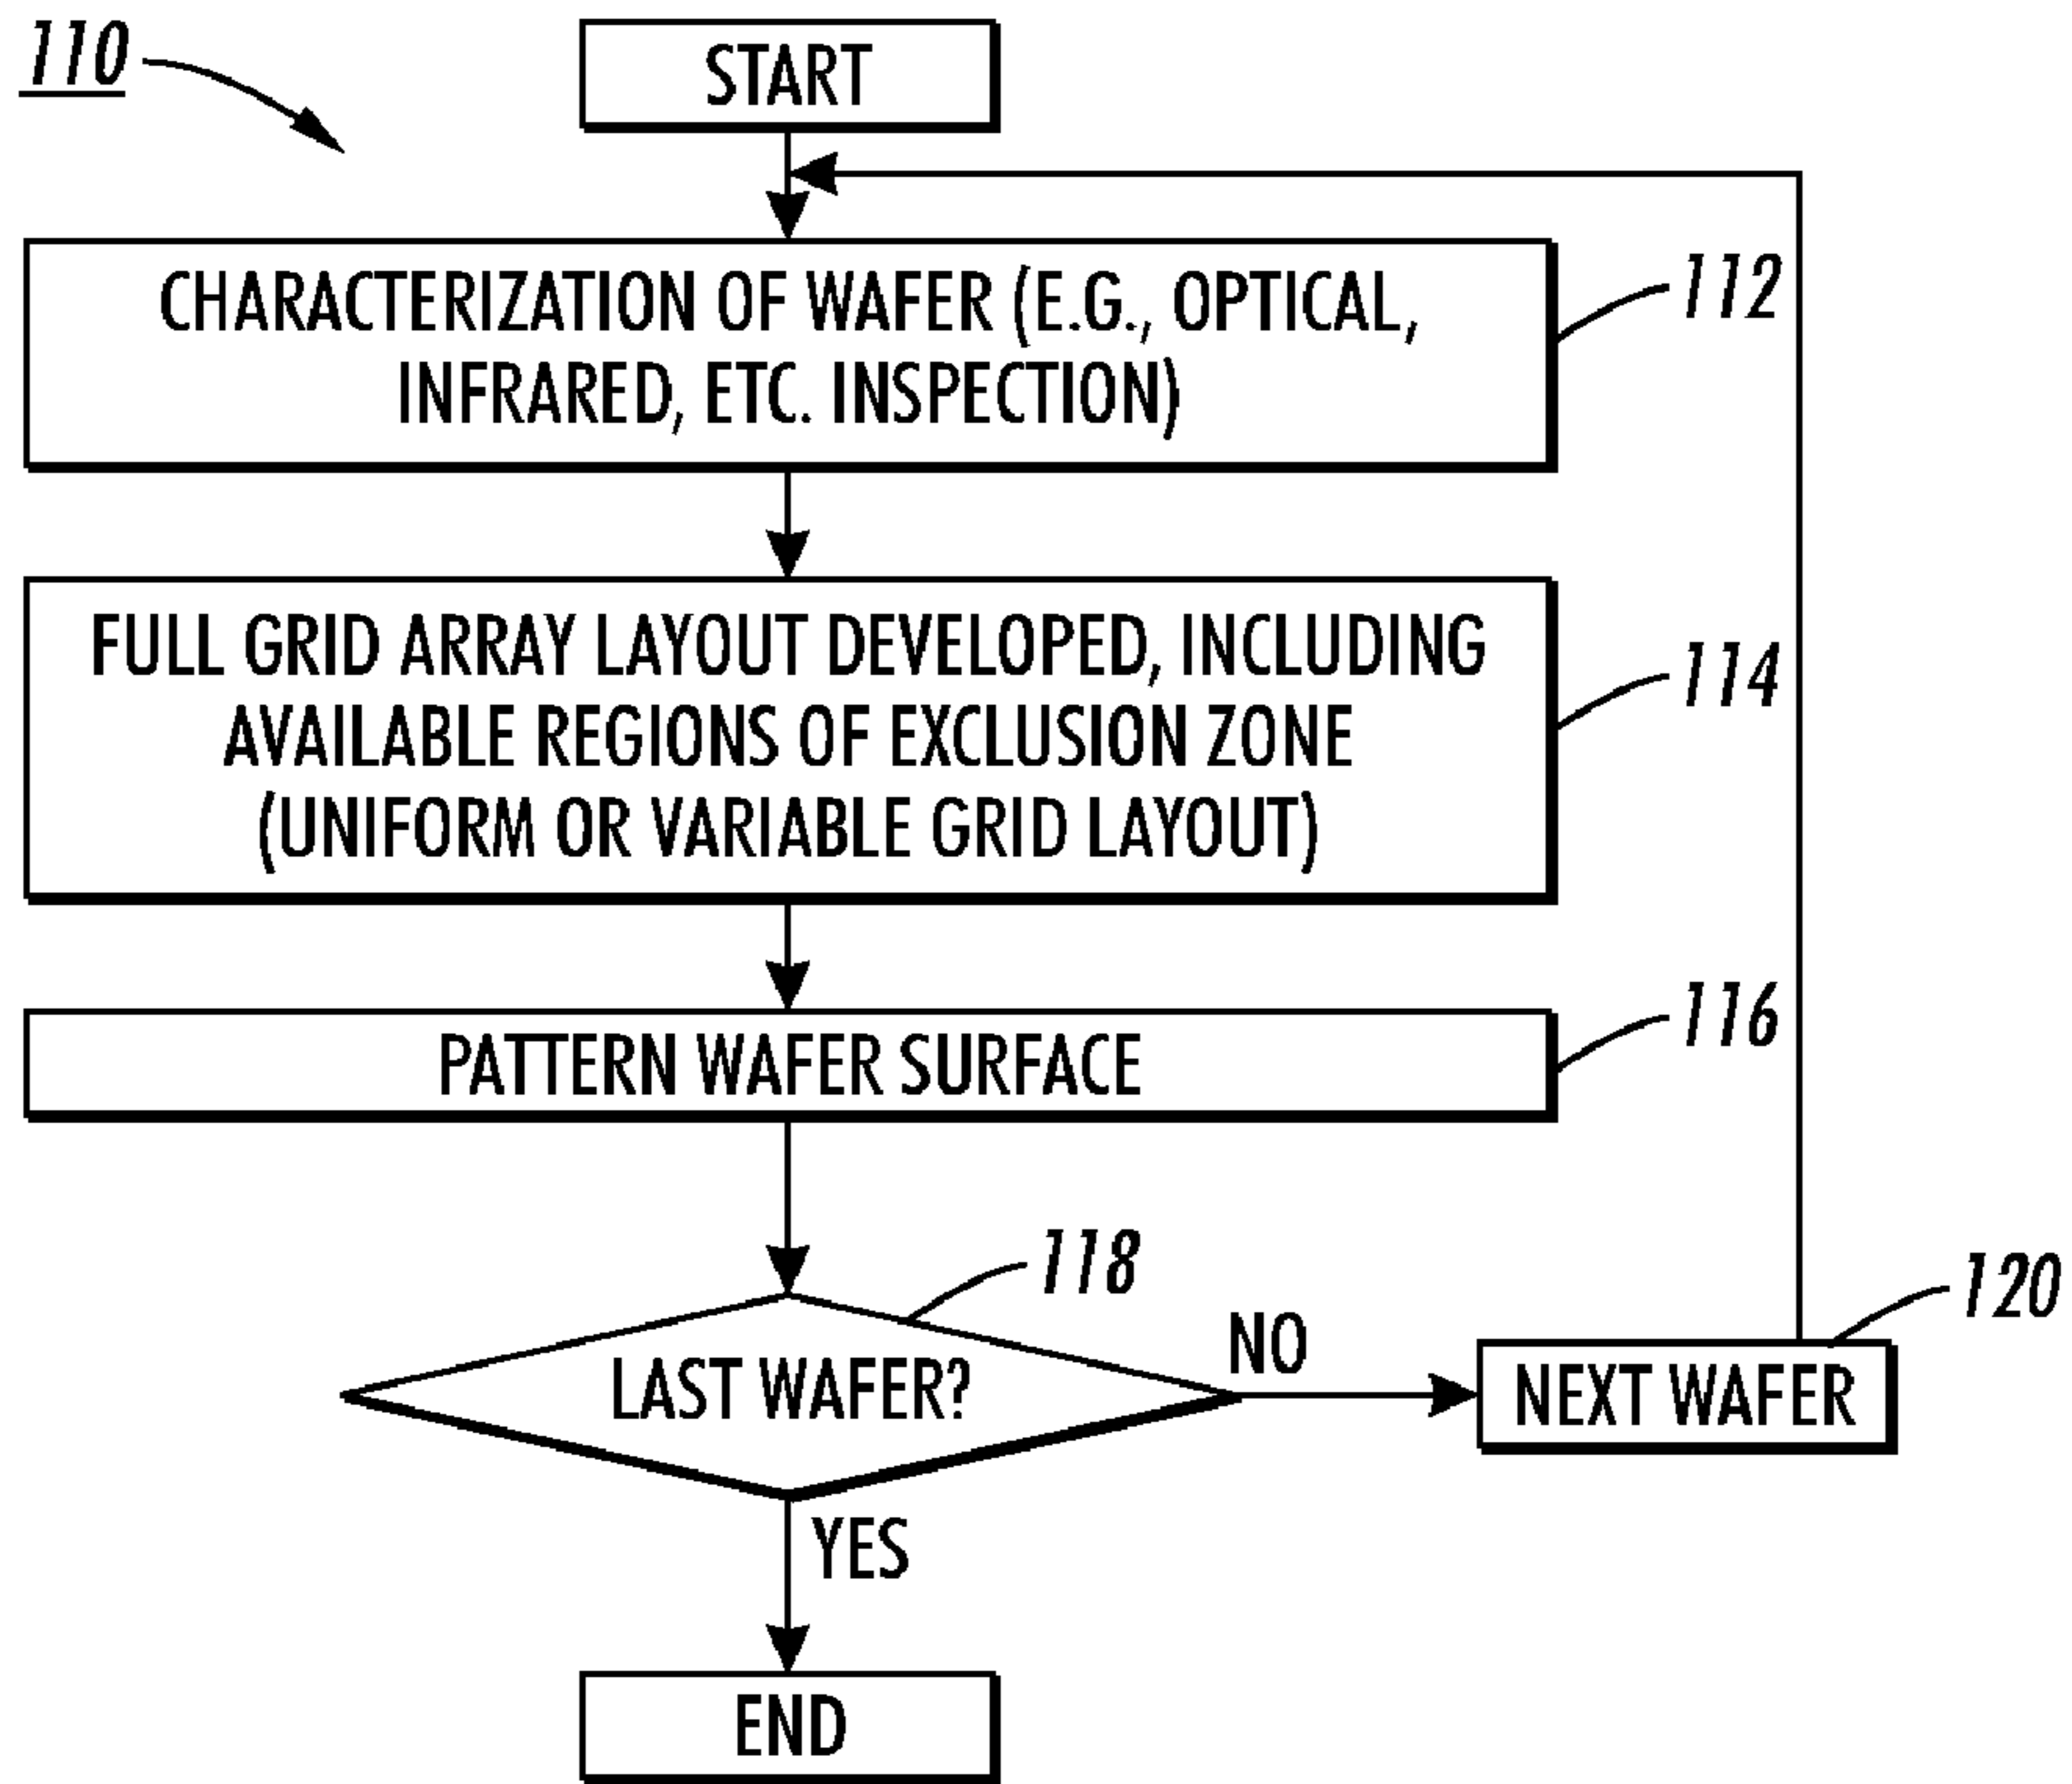 110
START
CHARACTERIZATION OF WAFER (E.G., OPTICAL,
INFRARED, ETC. INSPECTION)
112
FULL GRID ARRAY LAYOUT DEVELOPED, INCLUDING
AVAILABLE REGIONS OF EXCLUSION ZONE
(UNIFORM OR VARIABLE GRID LAYOUT)
114
PATTERN WAFER SURFACE
116
118
LAST WAFER?
NO
120
NEXT WAFER
YES
END